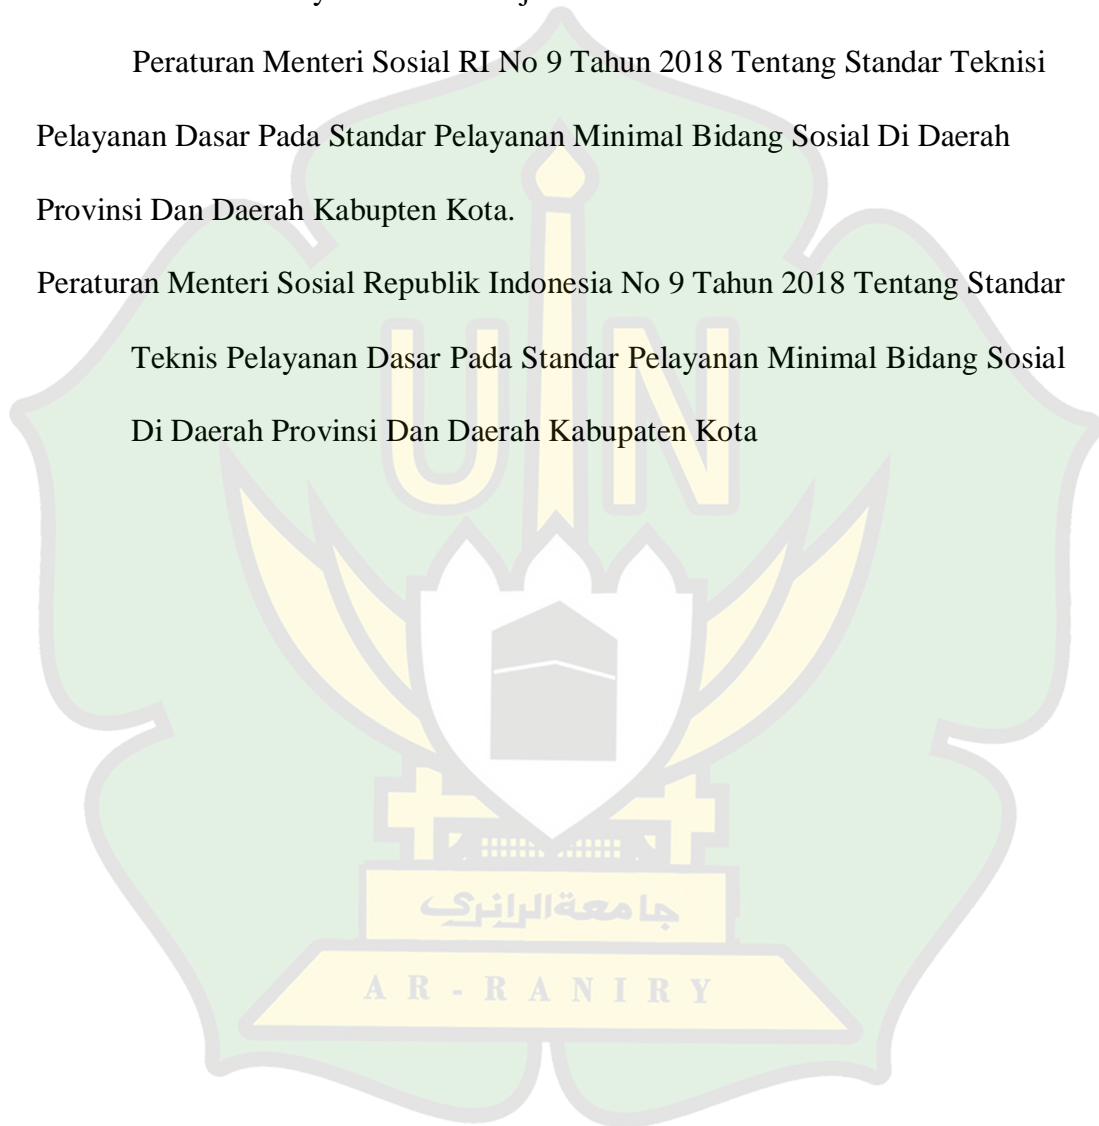 Peraturan Menteri Sosial RI No 9 Tahun 2018 Tentang Standar Teknisi
Pelayanan Dasar Pada Standar Pelayanan Minimal Bidang Sosial Di Daerah
Provinsi Dan Daerah Kabupten Kota.
Peraturan Menteri Sosial Republik Indonesia No 9 Tahun 2018 Tentang Standar
Teknis Pelayanan Dasar Pada Standar Pelayanan Minimal Bidang Sosial
Di Daerah Provinsi Dan Daerah Kabupaten Kota
UIN
جامعة الرانري
AR-RANIRY